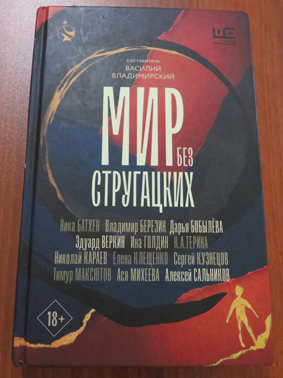 СОСТАВИТЕЛЬ
ВАСИЛИЙ
ВЛАДИМИРСКИЙ
МИР
БЕЗ
СТРУГАЦКИХ
Ника БАТХЕН Владимир БЕРЕЗИН Дарья БОБЫЛЁВА
Эдуард ВЕРКИН Ина ГОЛДИН К.А.ТЕРИНА
Николай КАРАЕВ Елена КЛЕЩЕНКО Сергей КУЗНЕЦОВ
Тимур МАКСЮТОВ Ася МИХЕЕВА Алексей САЛЬНИКОВ
18+